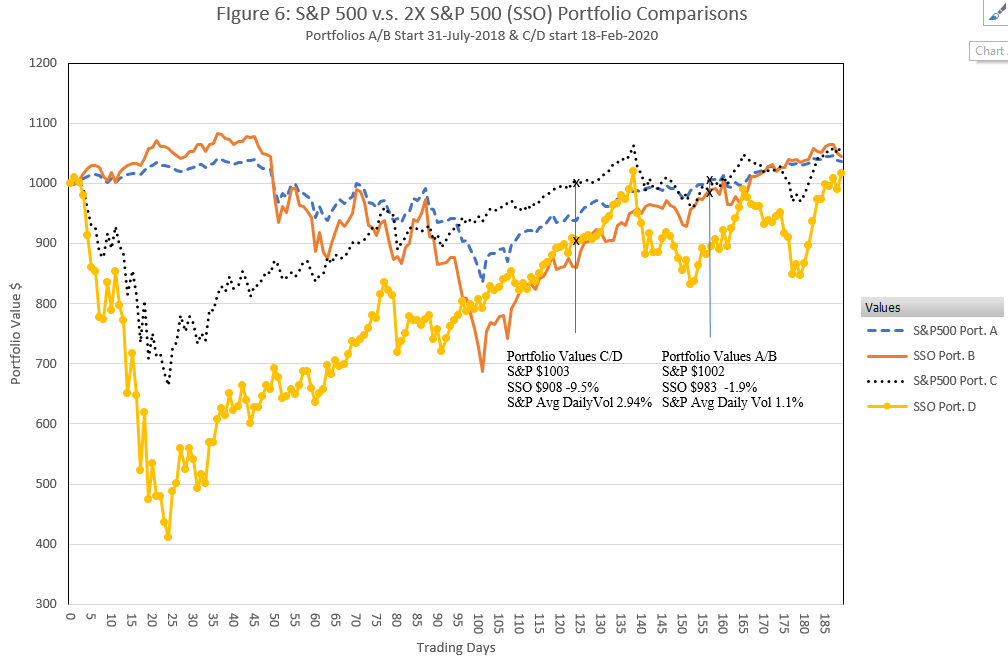 FIgure 6: S&P 500 v.s. 2X S&P 500 (SSO) Portfolio Comparisons
Portfolios A/B Start 31-July-2018 & C/D start 18-Feb-2020
Chart
Portfolio Value $
1200
1100
1000
900
800
700
600
500
400
300
X
X
X
X
Portfolio Values C/D
S&P $1003
SSO $908 -9.5%
S&P Avg DailyVol 2.94%
Portfolio Values A/B
S&P $1002
SSO $983 -1.9%
S&P Avg Daily Vol 1.1%
Values
S&P500 Port. A
SSO Port. B
S&P500 Port. C
SSO Port. D
0 5 10 15 20 25 30 35 40 45 50 55 60 65 70 75 80 85 90 95 100 105 110 115 120 125 130 135 140 145 150 155 160 165 170 175 180 185
Trading Days